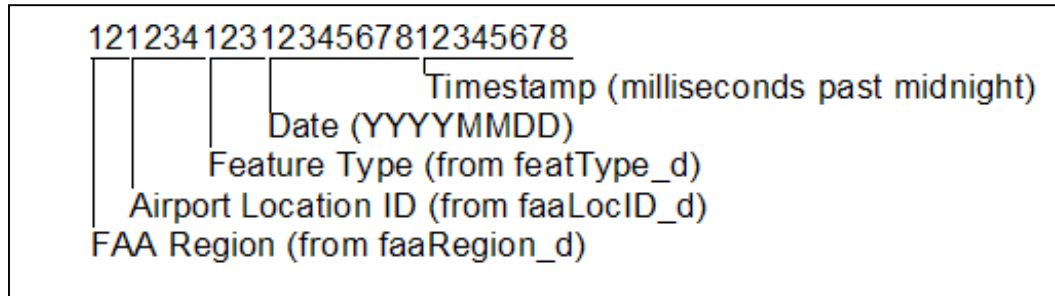 1212341231234567812345678
Timestamp (milliseconds past midnight)
Date (YYYYMMDD)
Feature Type (from featType_d)
Airport Location ID (from faaLocID_d)
FAA Region (from faaRegion_d)